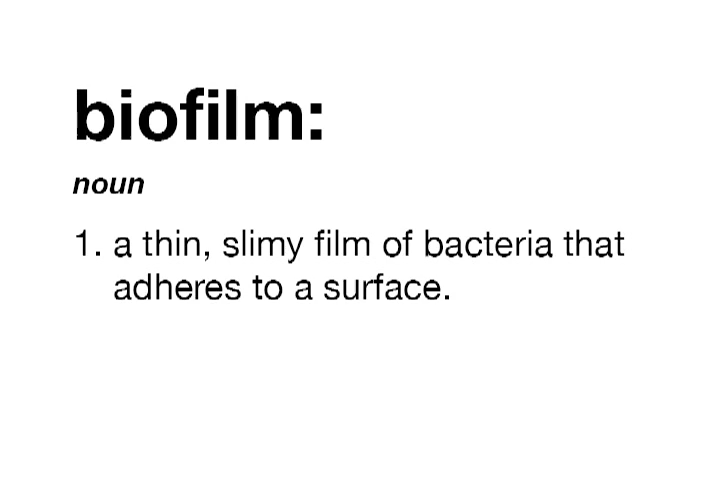 biofilm:
noun
1. a thin, slimy film of bacteria that
adheres to a surface.